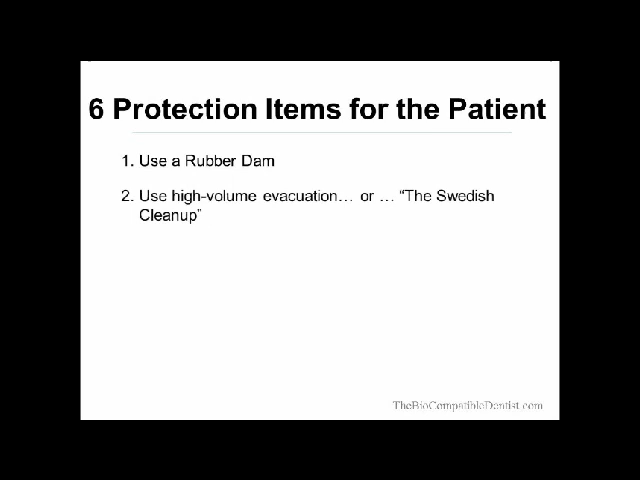 6 Protection Items for the Patient
1. Use a Rubber Dam
2. Use high-volume evacuation… or … “The Swedish
Cleanup”
TheBioCompatibleDentist.com